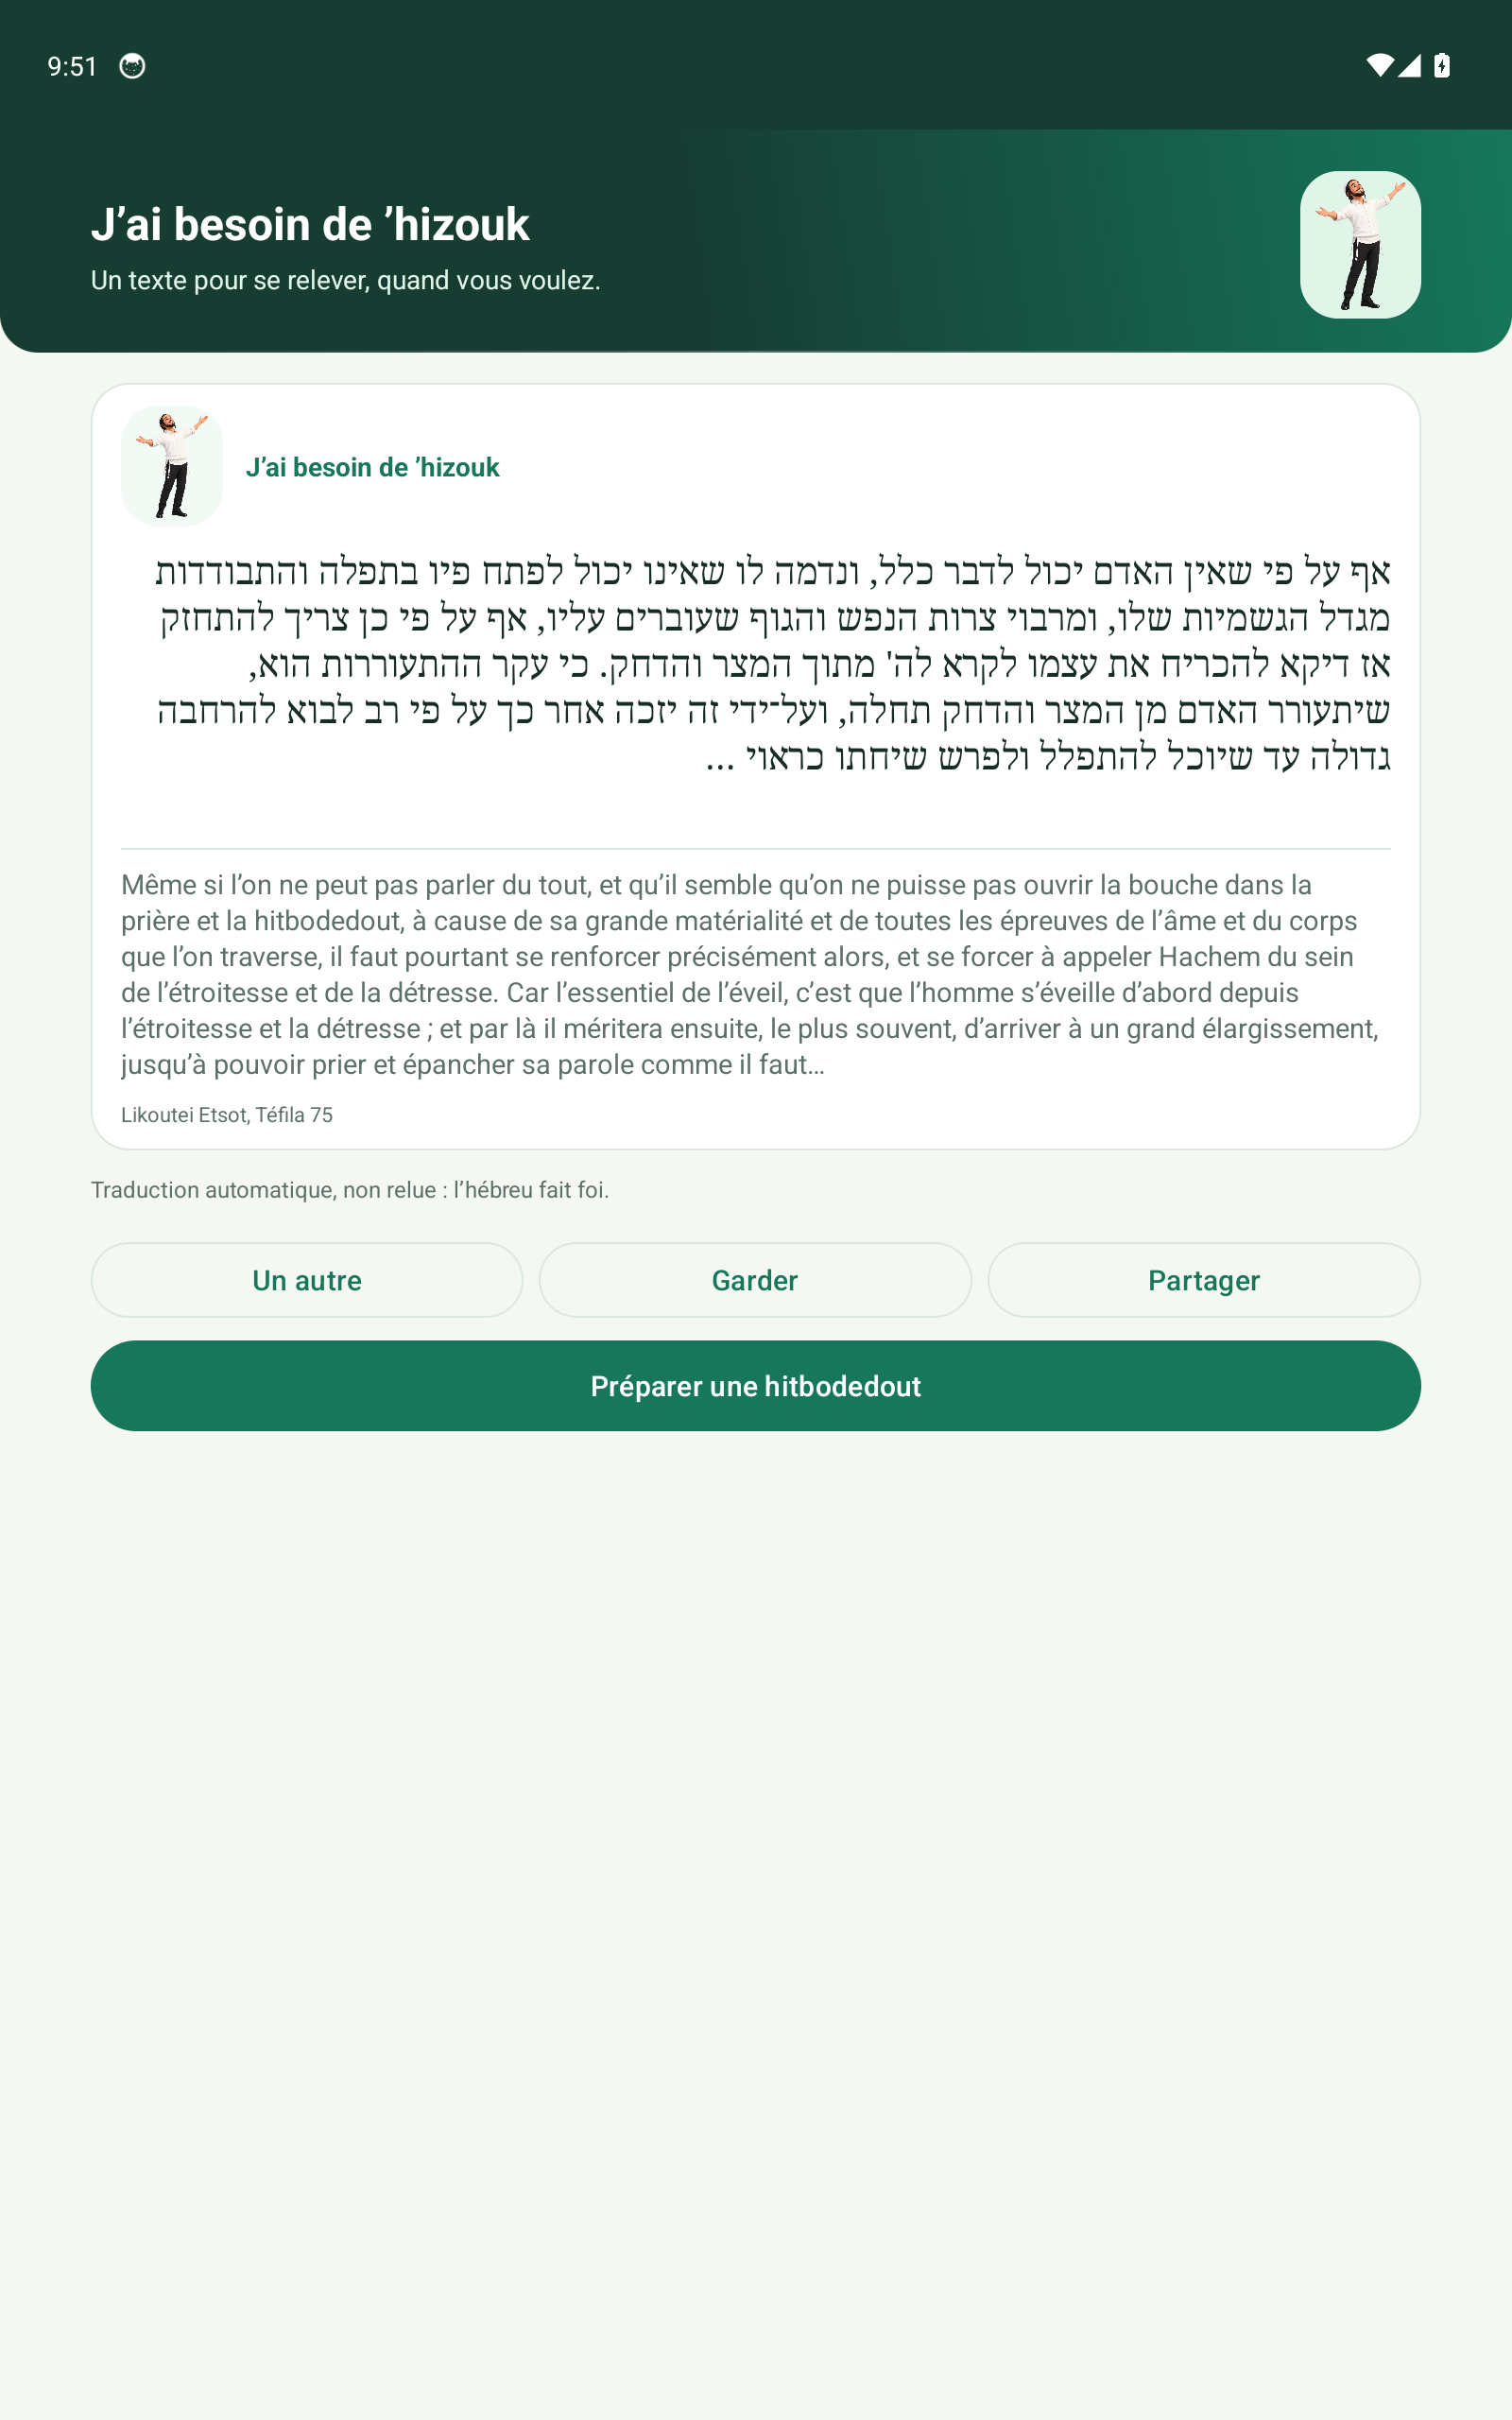 9:51
J’ai besoin de ’hizouk
Un texte pour se relever, quand vous voulez.
J’ai besoin de ’hizouk
אף על פי שאין האדם יכול לדבר כלל, ונדמה לו שאינו יכול לפתח פיו בתפלה והתבודדות
מגדל הגשמיות שלו, ומרבוי צרות הנפש והגוף שעוברים עליו, אף על פי כן צריך להתחזק
אז דיקא להכריח את עצמו לקרא לה' מתוך המצר והדחק. כי עקר ההתעוררות הוא,
שיתעורר האדם מן המצר והדחק תחלה, ועל־ידי זה יזכה אחר כך על פי רב לבוא להרחבה
גדולה עד שיוכל להתפלל ולפרש שיחתו כראוי ...
Même si l’on ne peut pas parler du tout, et qu’il semble qu’on ne puisse pas ouvrir la bouche dans la
prière et la hitbodedout, à cause de sa grande matérialité et de toutes les épreuves de l’âme et du corps
que l’on traverse, il faut pourtant se renforcer précisément alors, et se forcer à appeler Hachem du sein
de l’étroitesse et de la détresse. Car l’essentiel de l’éveil, c’est que l’homme s’éveille d’abord depuis
l’étroitesse et la détresse ; et par là il méritera ensuite, le plus souvent, d’arriver à un grand élargissement,
jusqu’à pouvoir prier et épancher sa parole comme il faut…
Likoutei Etsot, Téfila 75
Traduction automatique, non relue : l’hébreu fait foi.
Un autre
Garder
Partager
Préparer une hitbodedout